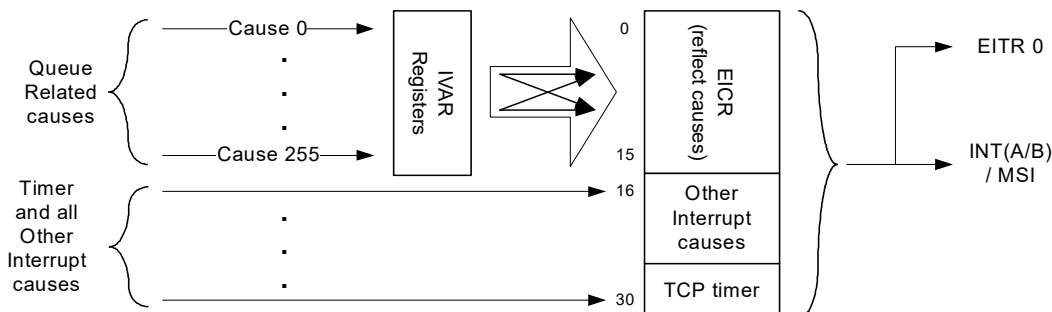 Queue
Related
causes
Cause 0
Cause 255
IVAR
Registers
0
15
16
30
EICR
(reflect causes)
Other
Interrupt
causes
TCP timer
EITR 0
INT(A/B)
/ MSI
Timer
and all
Other
Interrupt
causes